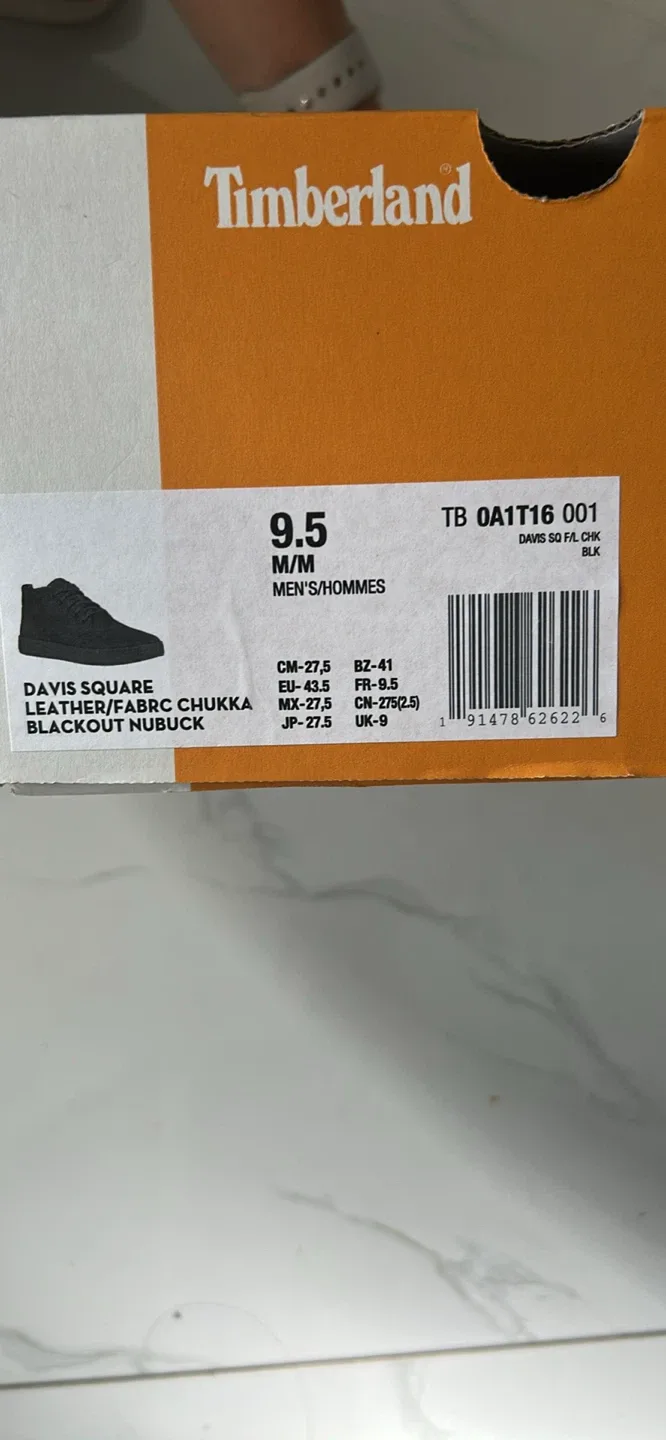 Timberland®
9.5
M/M
MEN'S/HOMMES
TB 0A1T16 001
DAVIS SQ F/L CHK
BLK
CM-27,5 BZ-41
EU- 43.5 FR-9.5
MX-27,5 CN-275(2.5)
JP- 27.5 UK-9
DAVIS SQUARE
LEATHER/FABRC CHUKKA
BLACKOUT NUBUCK
1 91478 62622 6